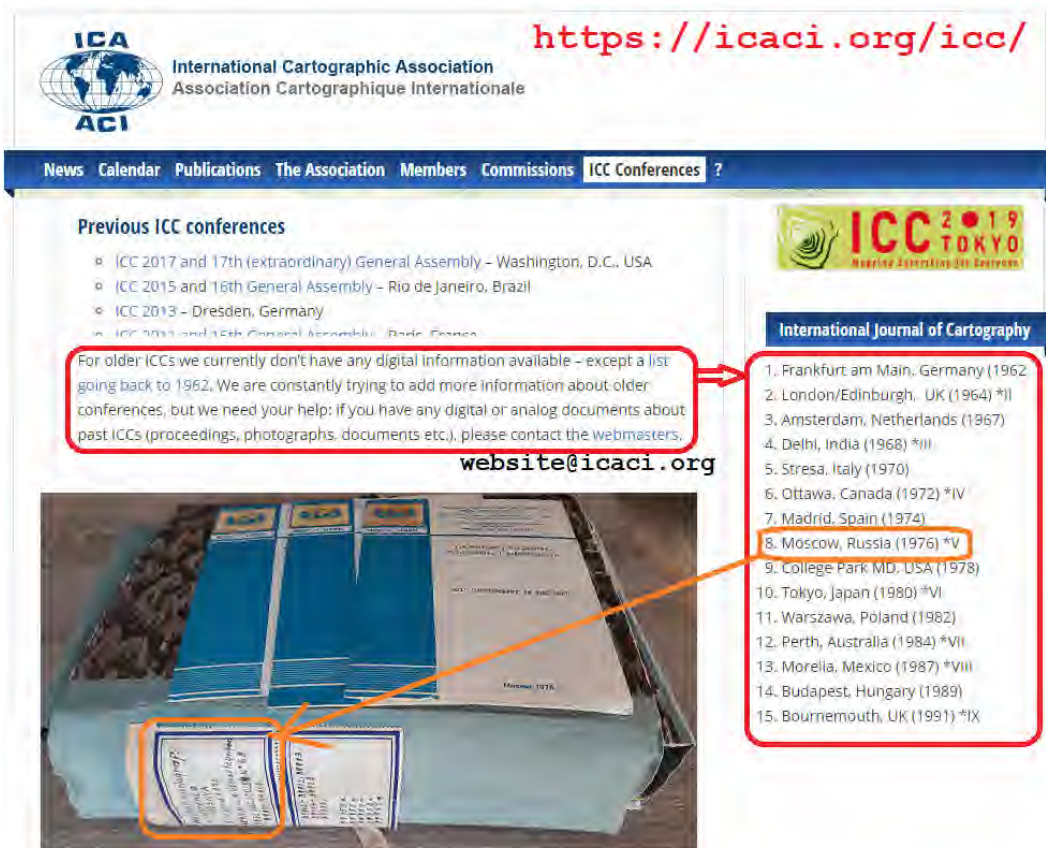 https://icaci.org/icc/
ICA
ACI
International Cartographic Association
Association Cartographique Internationale
News Calendar Publications The Association Members Commissions ICC Conferences ?
Previous ICC conferences
ICC 2017 and 17th (extraordinary) General Assembly – Washington, D.C., USA
ICC 2015 and 16th General Assembly – Rio de Janeiro, Brazil
ICC 2013 – Dresden, Germany
ICC 2011 and 15th General Assembly – Paris, France
For older ICCs we currently don't have any digital information available – except a list
going back to 1962. We are constantly trying to add more information about older
conferences, but we need your help: if you have any digital or analog documents about
past ICCs (proceedings, photographs, documents etc.), please contact the webmasters.
website@icaci.org
ICC 2019
TOKYO
International Journal of Cartography
1. Frankfurt am Main, Germany (1962
2. London/Edinburgh, UK (1964) *II
3. Amsterdam, Netherlands (1967)
4. Delhi, India (1968) *III
5. Stresa, Italy (1970)
6. Ottawa, Canada (1972) *IV
7. Madrid, Spain (1974)
8. Moscow, Russia (1976) *V
9. College Park MD, USA (1978)
10. Tokyo, Japan (1980) *VI
11. Warszawa, Poland (1982)
12. Perth, Australia (1984) *VII
13. Morelia, Mexico (1987) *VIII
14. Budapest, Hungary (1989)
15. Bournemouth, UK (1991) *IX